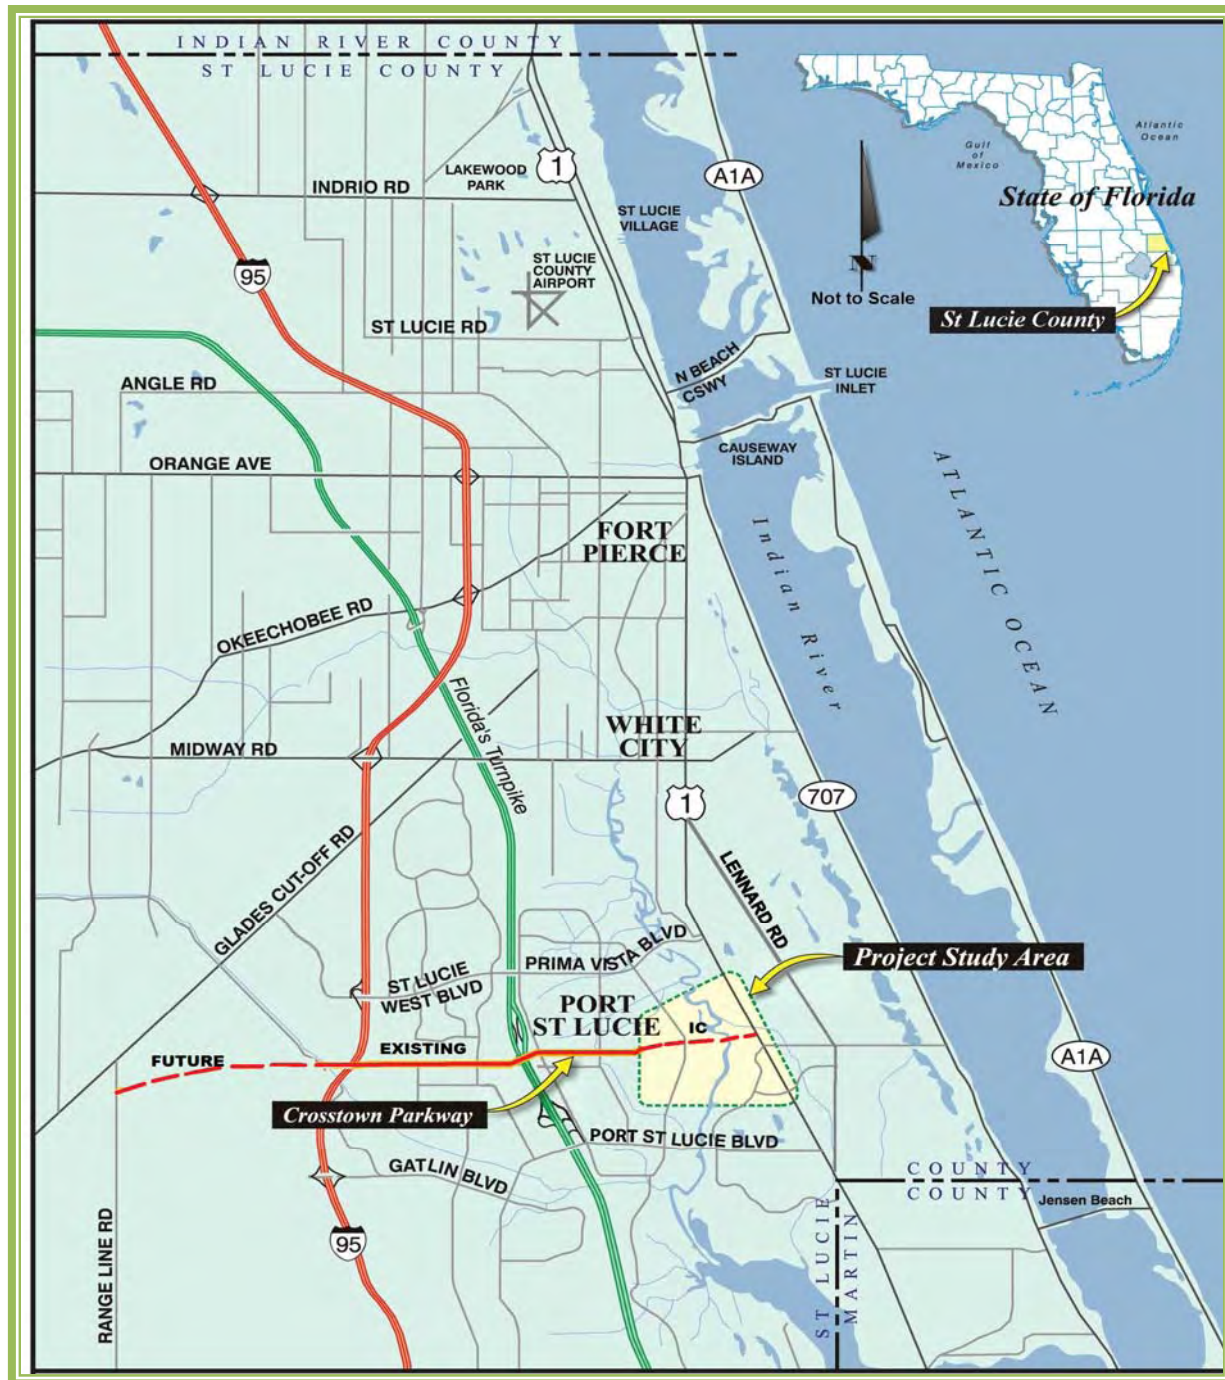 INDIAN RIVER COUNTY
ST LUCIE COUNTY
LAKEWOOD
PARK
1
A1A
INDRIO RD
ST LUCIE
VILLAGE
ST LUCIE
COUNTY
AIRPORT
95
ST LUCIE RD
N BEACH
CSWY
ST LUCIE
INLET
ANGLE RD
CAUSEWAY
ISLAND
ORANGE AVE
Gulf
of
Mexico
Atlantic
Ocean
State of Florida
N
Not to Scale
St Lucie County
ATLANTIC OCEAN
Indian River
FORT
PIERCE
OKEECHOBEE RD
Florida's Turnpike
WHITE
CITY
MIDWAY RD
1
707
GLADES CUT-OFF RD
LENNARD RD
PRIMA VISTA BLVD
ST LUCIE
WEST BLVD
Project Study Area
PORT
ST LUCIE
IC
FUTURE
EXISTING
A1A
Crosstown Parkway
PORT ST LUCIE BLVD
GATLIN BLVD
COUNTY
COUNTY
Jensen Beach
ST LUCIE
MARTIN
RANGE LINE RD
95